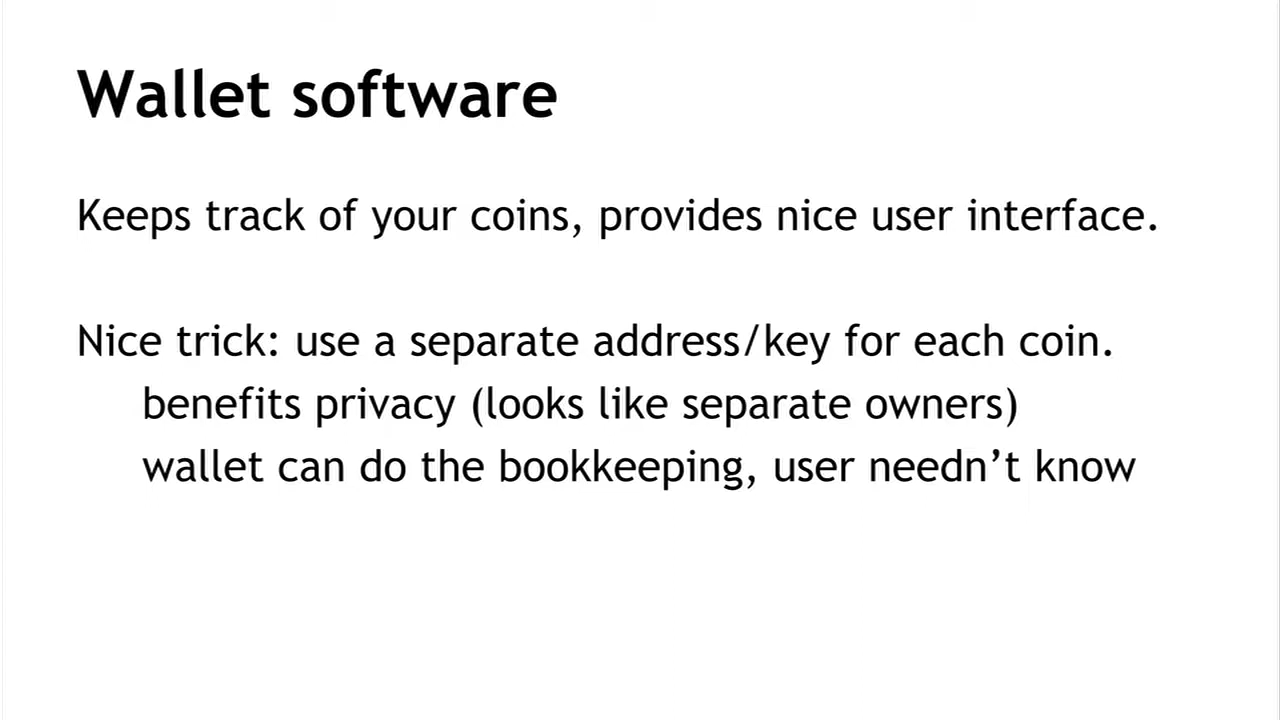 Wallet software
Keeps track of your coins, provides nice user interface.
Nice trick: use a separate address/key for each coin.
benefits privacy (looks like separate owners)
wallet can do the bookkeeping, user needn’t know